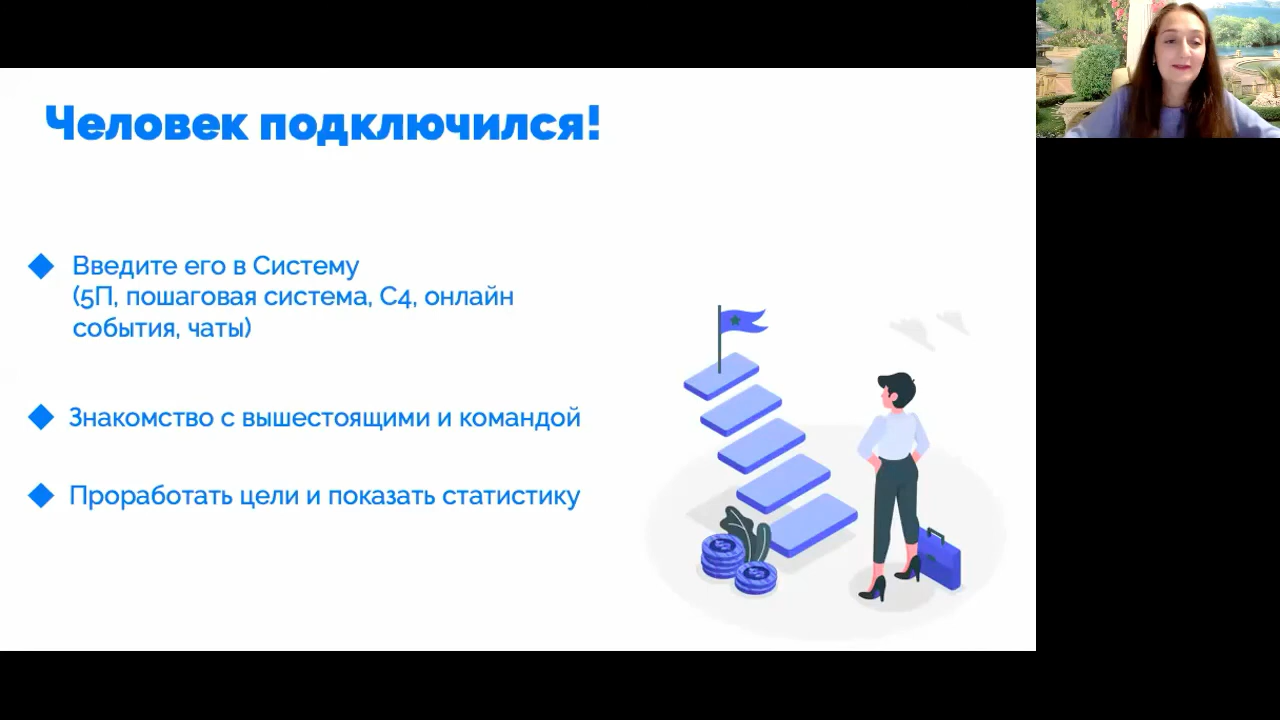 Человек подключился!
Введите его в Систему
(5П, пошаговая система, С4, онлайн
события, чаты)
Знакомство с вышестоящими и командой
Проработать цели и показать статистику